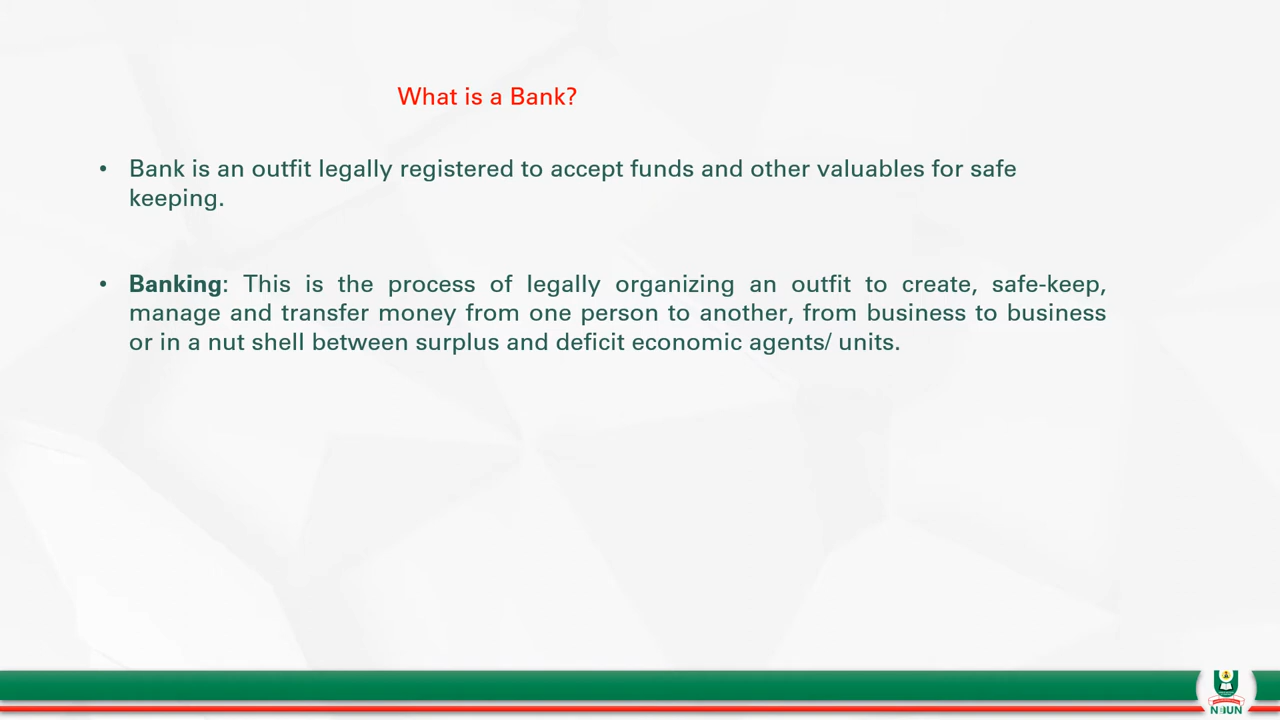 What is a Bank?
• Bank is an outfit legally registered to accept funds and other valuables for safe
keeping.
• Banking: This is the process of legally organizing an outfit to create, safe-keep,
manage and transfer money from one person to another, from business to business
or in a nut shell between surplus and deficit economic agents/ units.
NOUN